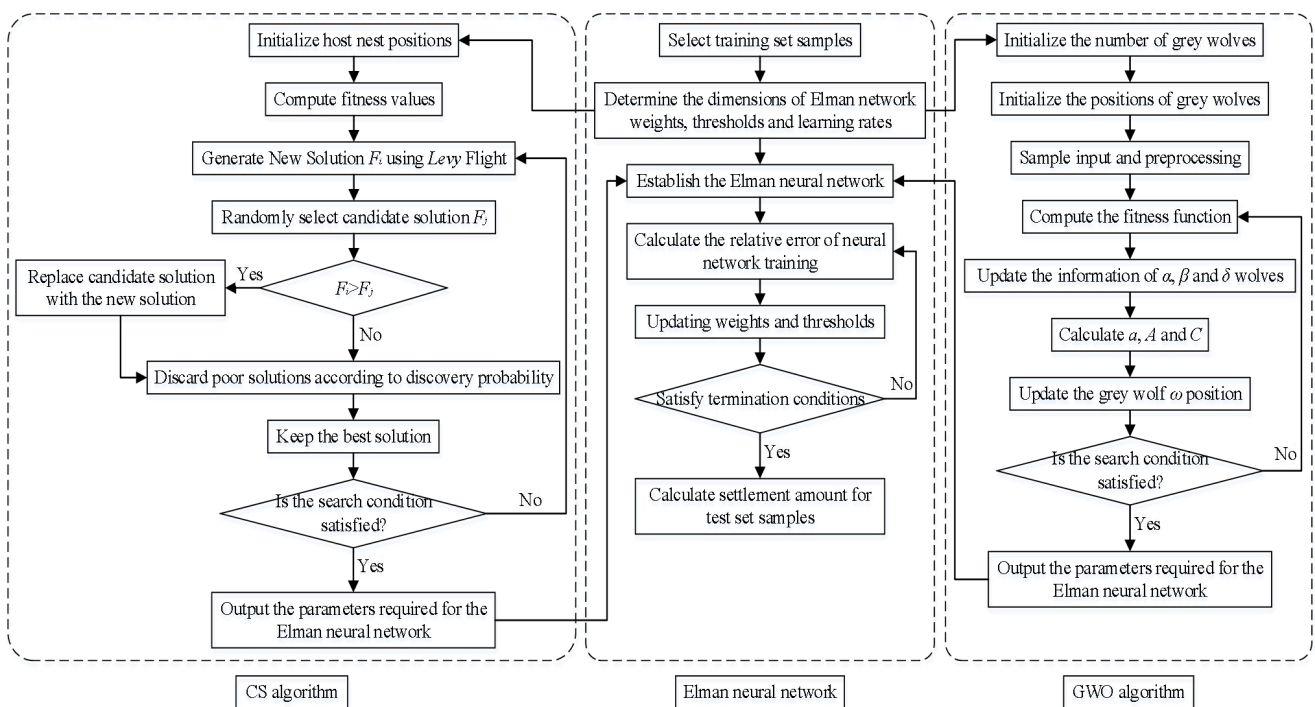 Initialize host nest positions
Compute fitness values
Generate New Solution Fi using Levy Flight
Randomly select candidate solution Fj
Replace candidate solution
with the new solution
Yes
Fi>Fj
No
Discard poor solutions according to discovery probability
Keep the best solution
Is the search condition
satisfied?
No
Yes
Output the parameters required for the
Elman neural network
CS algorithm
Select training set samples
Determine the dimensions of Elman network
weights, thresholds and learning rates
Establish the Elman neural network
Calculate the relative error of neural
network training
Updating weights and thresholds
Satisfy termination conditions
No
Yes
Calculate settlement amount for
test set samples
Elman neural network
Initialize the number of grey wolves
Initialize the positions of grey wolves
Sample input and preprocessing
Compute the fitness function
Update the information of α, β and δ wolves
Calculate a, A and C
Update the grey wolf ω position
Is the search condition
satisfied?
No
Yes
Output the parameters required for the
Elman neural network
GWO algorithm